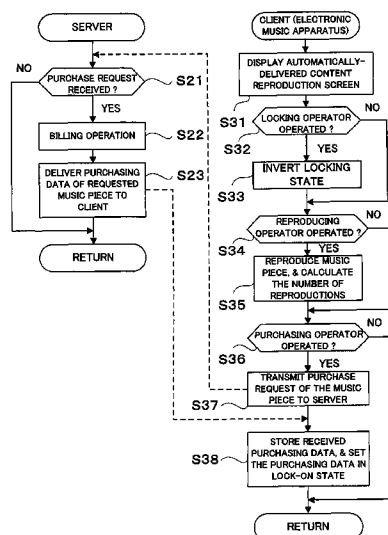 SERVER
NO
PURCHASE REQUEST
RECEIVED ?
S21
YES
BILLING OPERATION
S22
DELIVER PURCHASING
DATA OF REQUESTED
MUSIC PIECE TO
CLIENT
S23
RETURN
CLIENT (ELECTRONIC
MUSIC APPARATUS)
DISPLAY AUTOMATICALLY-
DELIVERED CONTENT
REPRODUCTION SCREEN
S31
LOCKING OPERATOR
OPERATED ?
NO
S32
YES
INVERT LOCKING
STATE
S33
REPRODUCING
OPERATOR OPERATED ?
NO
S34
YES
REPRODUCE MUSIC
PIECE, & CALCULATE
THE NUMBER OF
REPRODUCTIONS
S35
PURCHASING OPERATOR
OPERATED ?
NO
S36
YES
TRANSMIT PURCHASE
REQUEST OF THE MUSIC
PIECE TO SERVER
S37
STORE RECEIVED
PURCHASING DATA, & SET
THE PURCHASING DATA IN
LOCK-ON STATE
S38
RETURN